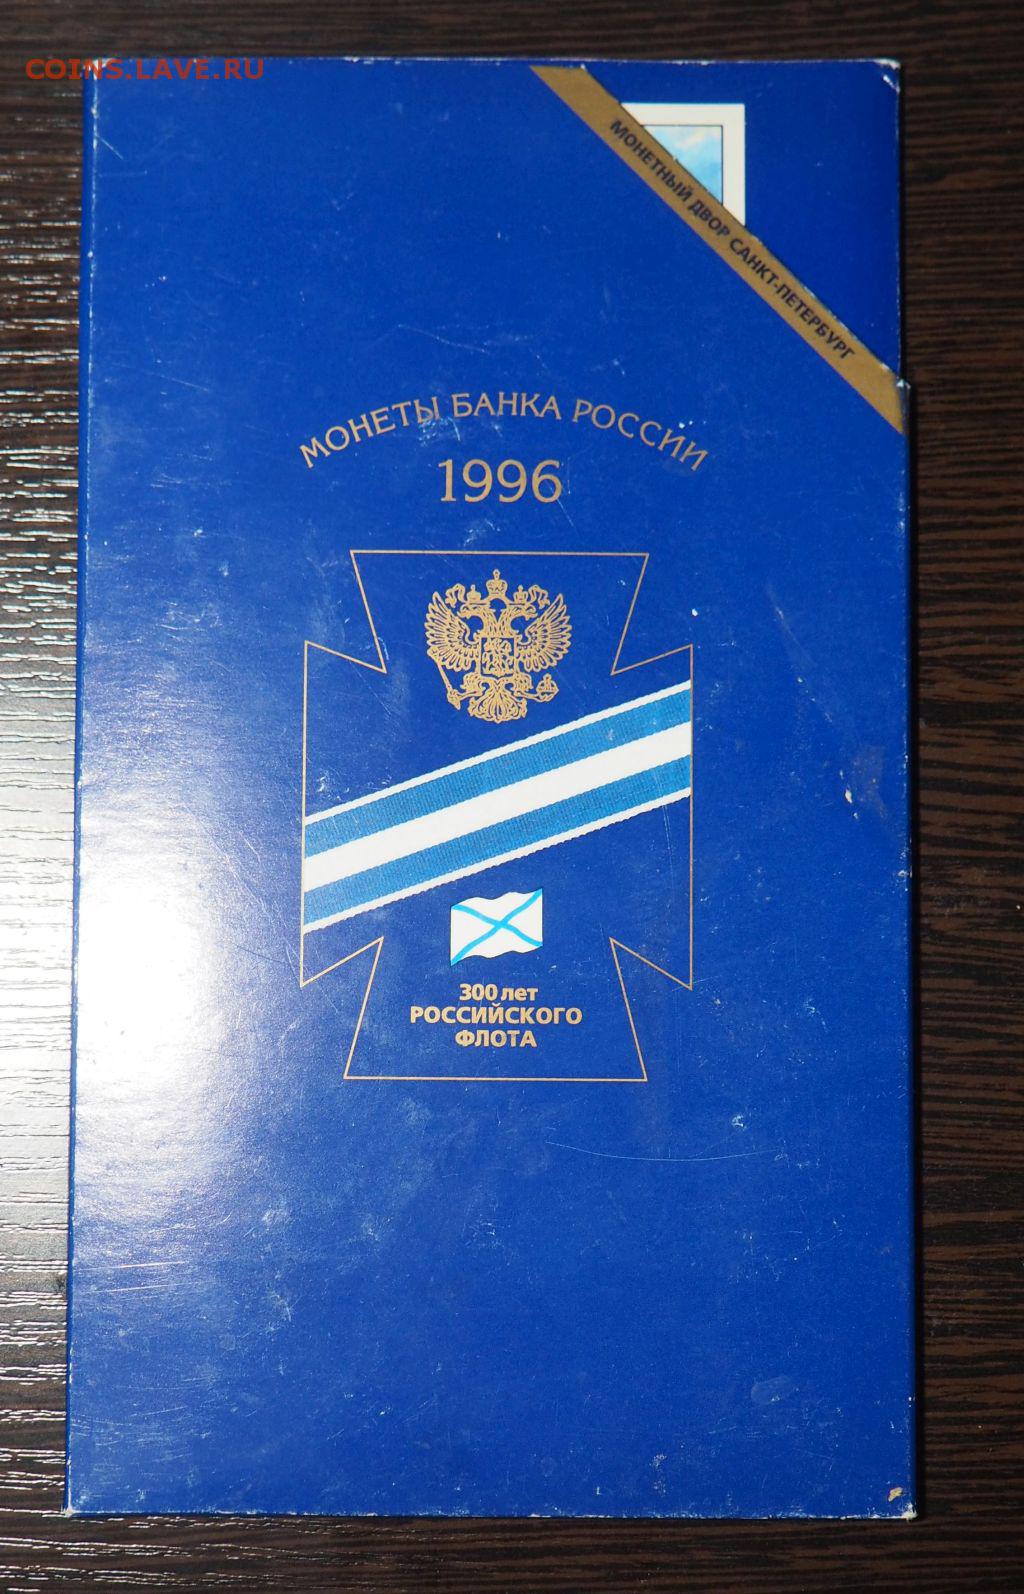 COINS.LAVE.RU
МОНЕТНЫЙ ДВОР САНКТ-ПЕТЕРБУРГ
МОНЕТЫ БАНКА РОССИИ
1996
300 лет
РОССИЙСКОГО
ФЛОТА